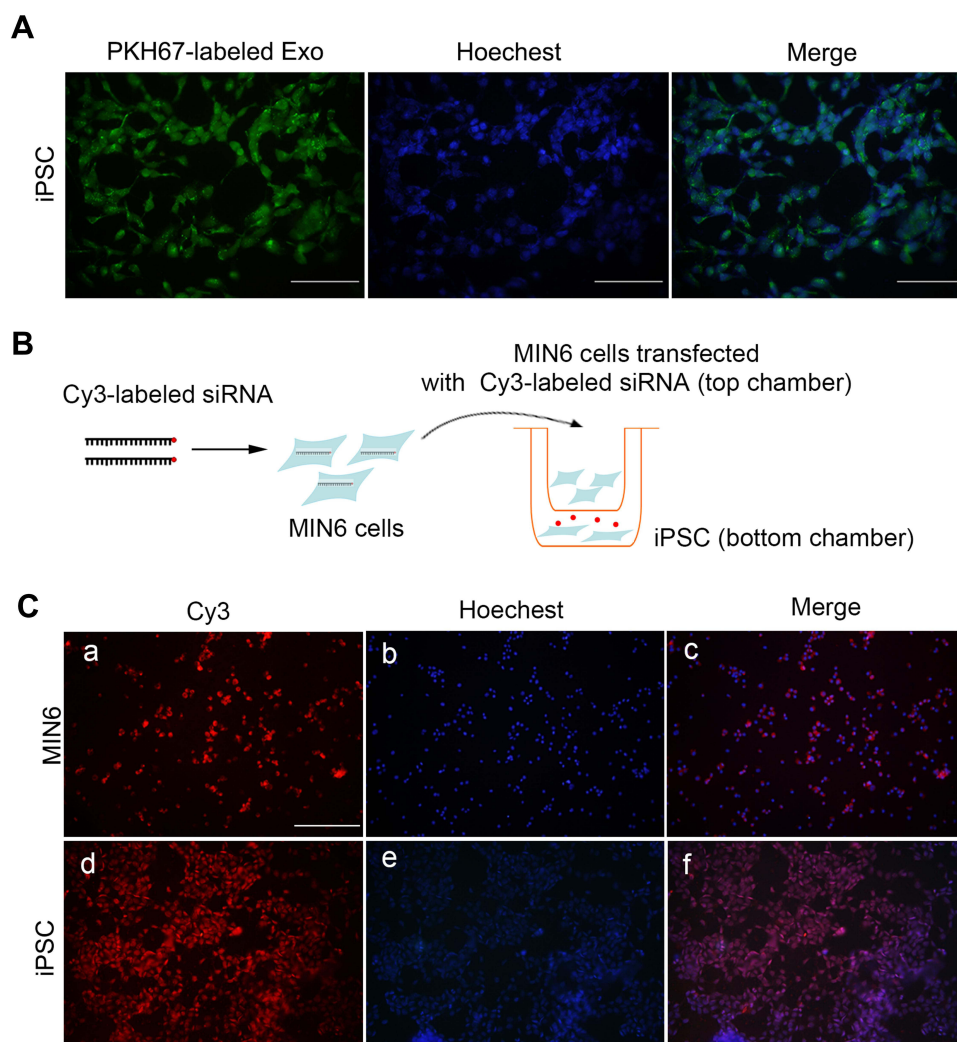 A
PKH67-labeled Exo
Hoechest
Merge
iPSC
B
Cy3-labeled siRNA
MIN6 cells
MIN6 cells transfected
with Cy3-labeled siRNA (top chamber)
iPSC (bottom chamber)
C
Cy3
Hoechest
Merge
MIN6
a
b
c
iPSC
d
e
f